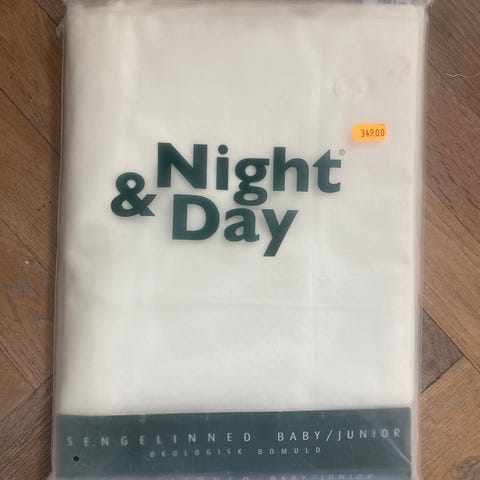 349,00
Night®
& Day
SENGELINNED BABY/JUNIOR
ØKOLOGISK BOMULD